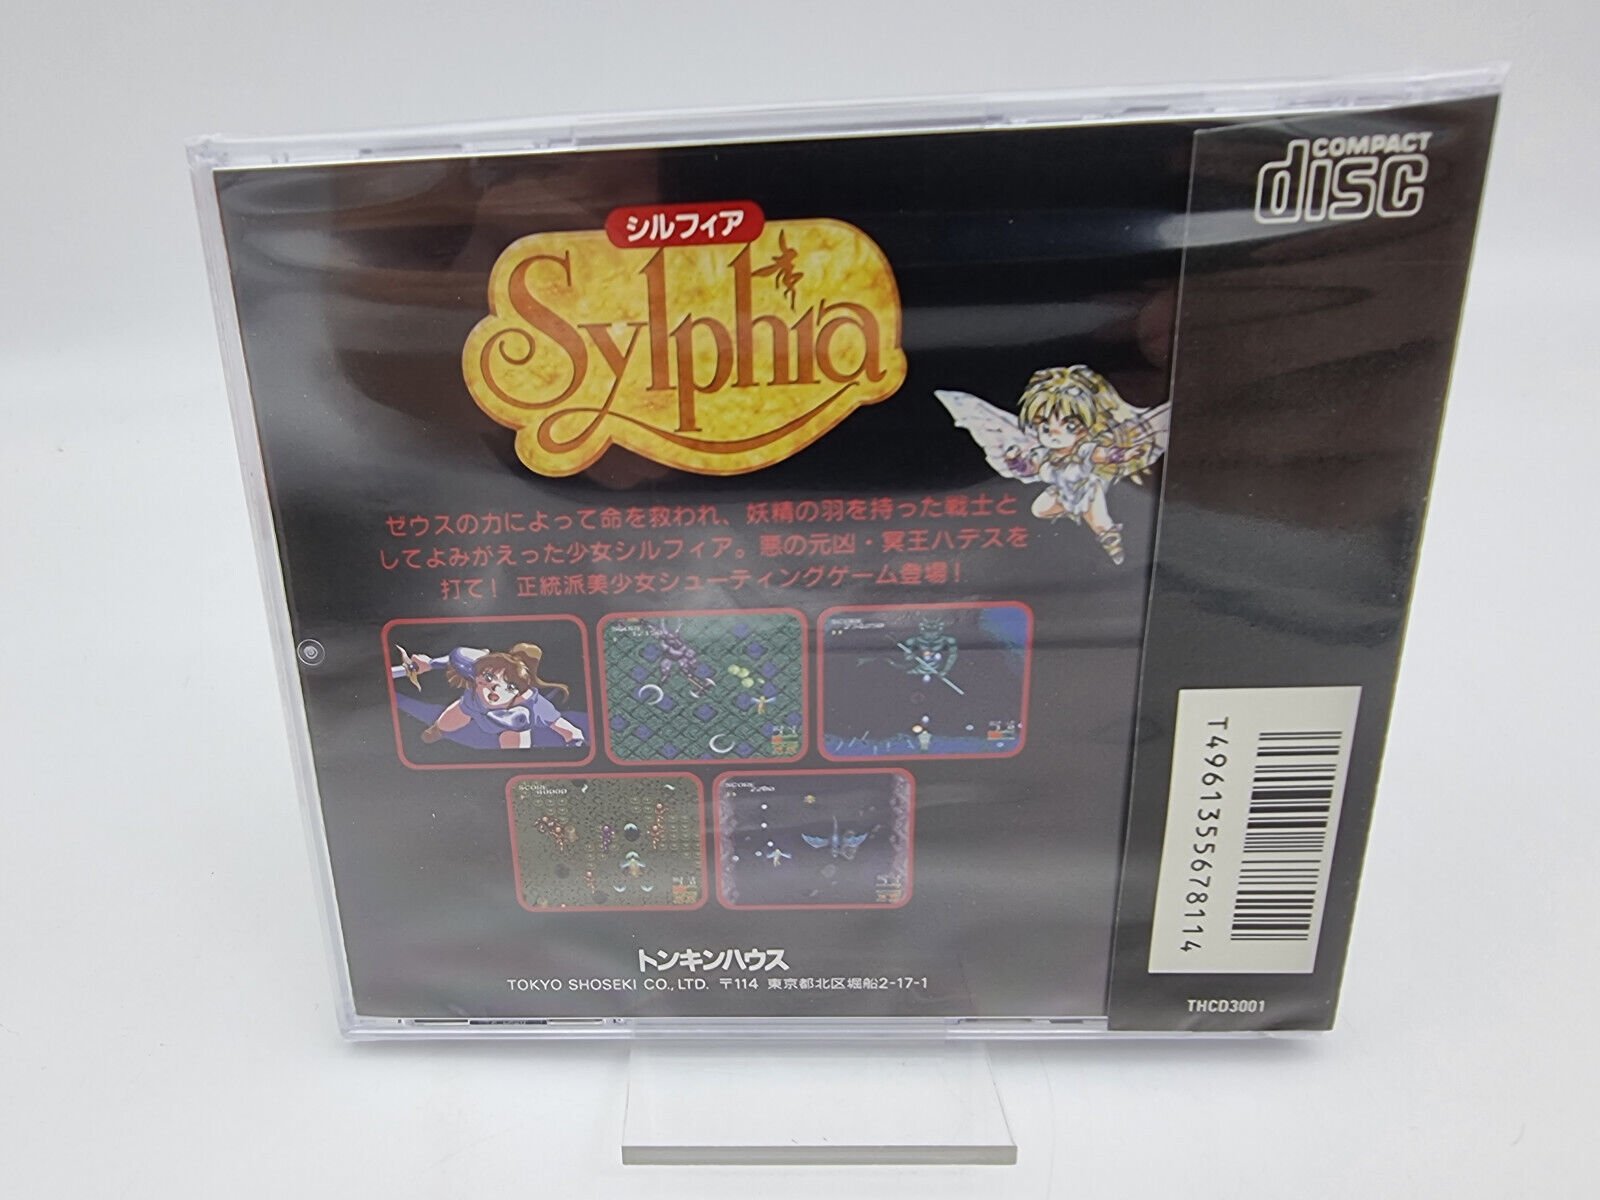 COMPACT
disc
シルフィア
Sylphia
ゼウスの力によって命を救われ、妖精の羽を持った戦士と
してよみがえった少女シルフィア。悪の元凶・冥王ハデスを
打て！ 正統派美少女シューティングゲーム登場！
SCORE
SCORE
トンキンハウス
TOKYO SHOSEKI CO.,LTD. 〒114 東京都北区堀船2-17-1
T4961355678114
THCD3001